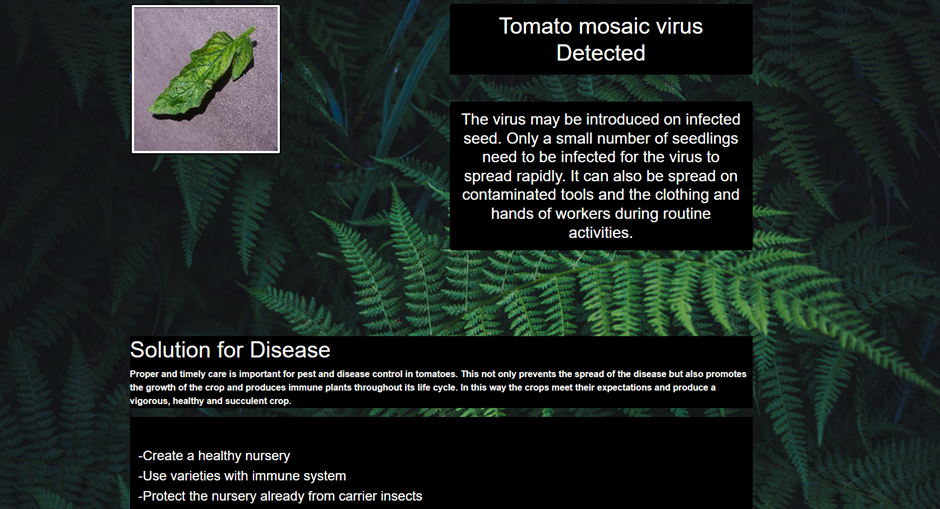 Tomato mosaic virus
Detected
The virus may be introduced on infected
seed. Only a small number of seedlings
need to be infected for the virus to
spread rapidly. It can also be spread on
contaminated tools and the clothing and
hands of workers during routine
activities.
Solution for Disease
Proper and timely care is important for pest and disease control in tomatoes. This not only prevents the spread of the disease but also promotes
the growth of the crop and produces immune plants throughout its life cycle. In this way the crops meet their expectations and produce a
vigorous, healthy and succulent crop.
-Create a healthy nursery
-Use varieties with immune system
-Protect the nursery already from carrier insects